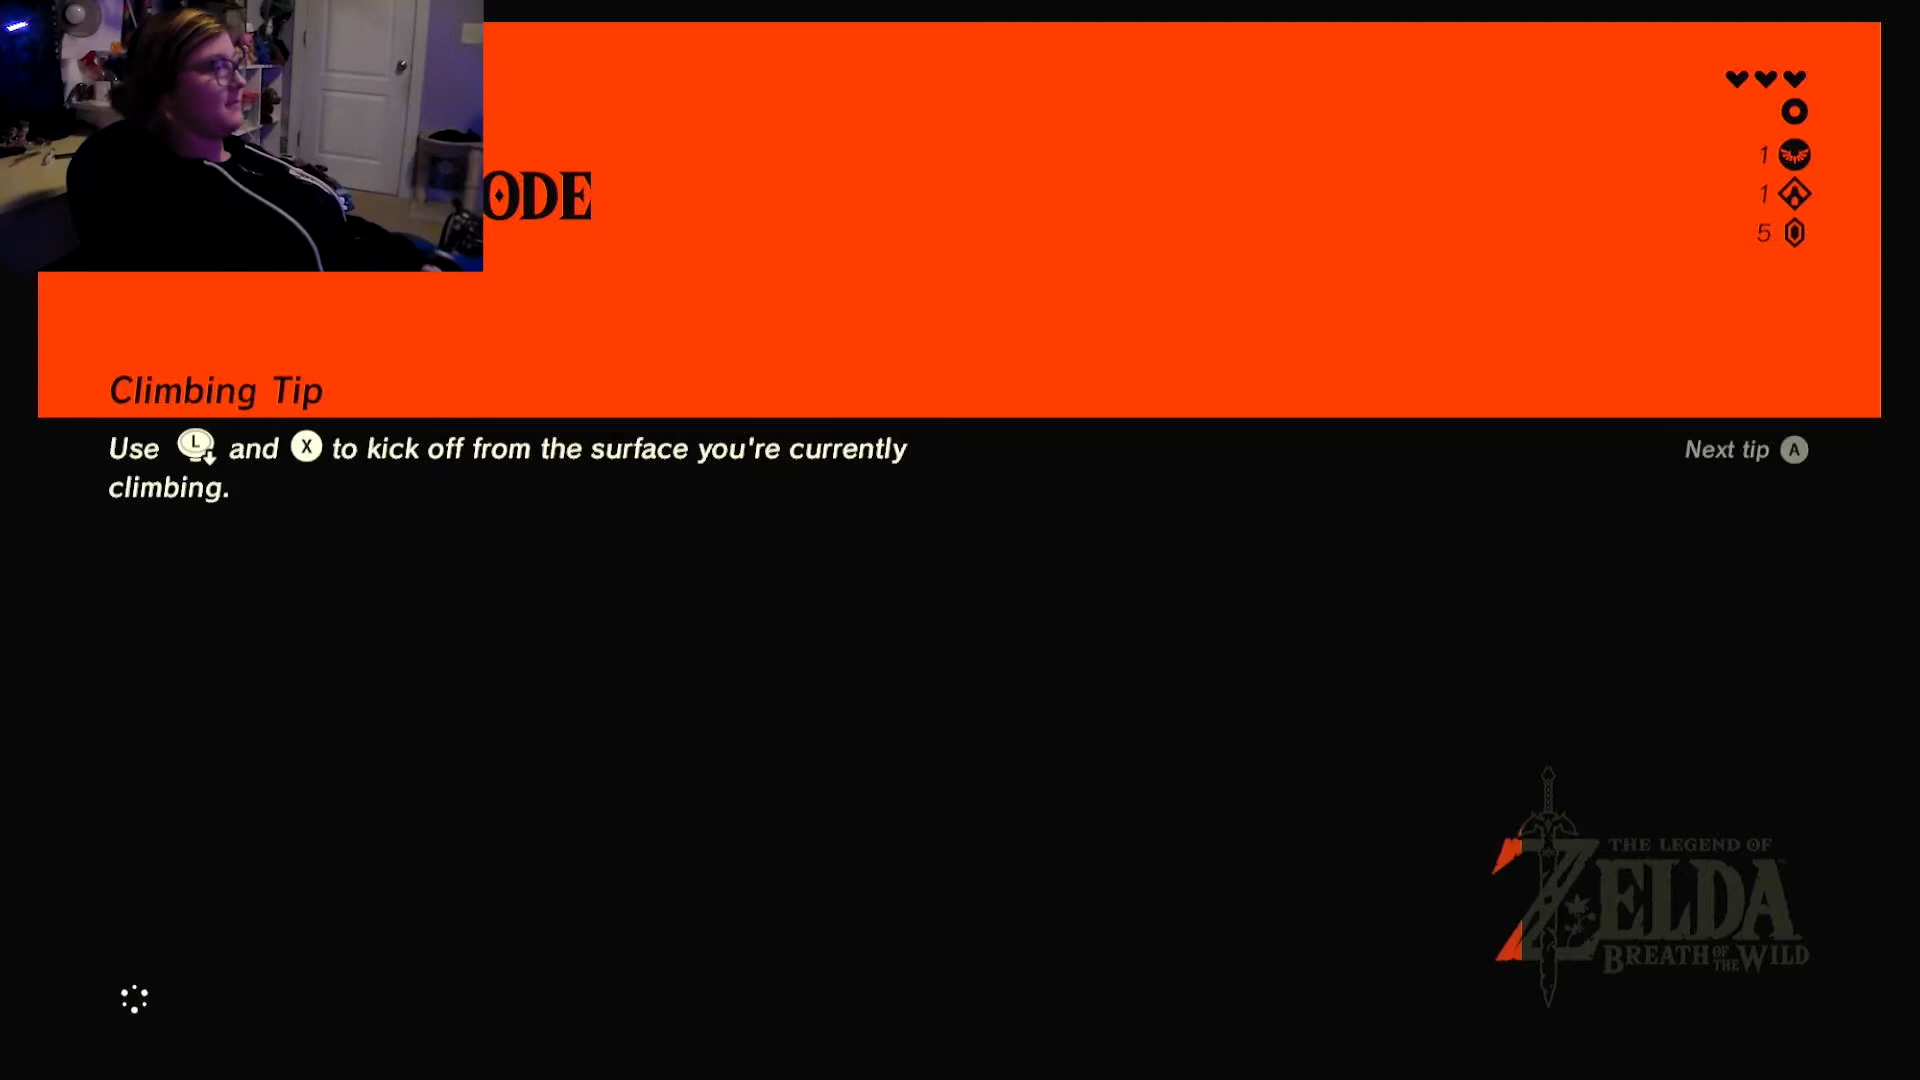 ODE
1
1
5
Climbing Tip
Use L and X to kick off from the surface you're currently
climbing.
Next tip A
THE LEGEND OF
ZELDA
BREATH OF THE WILD